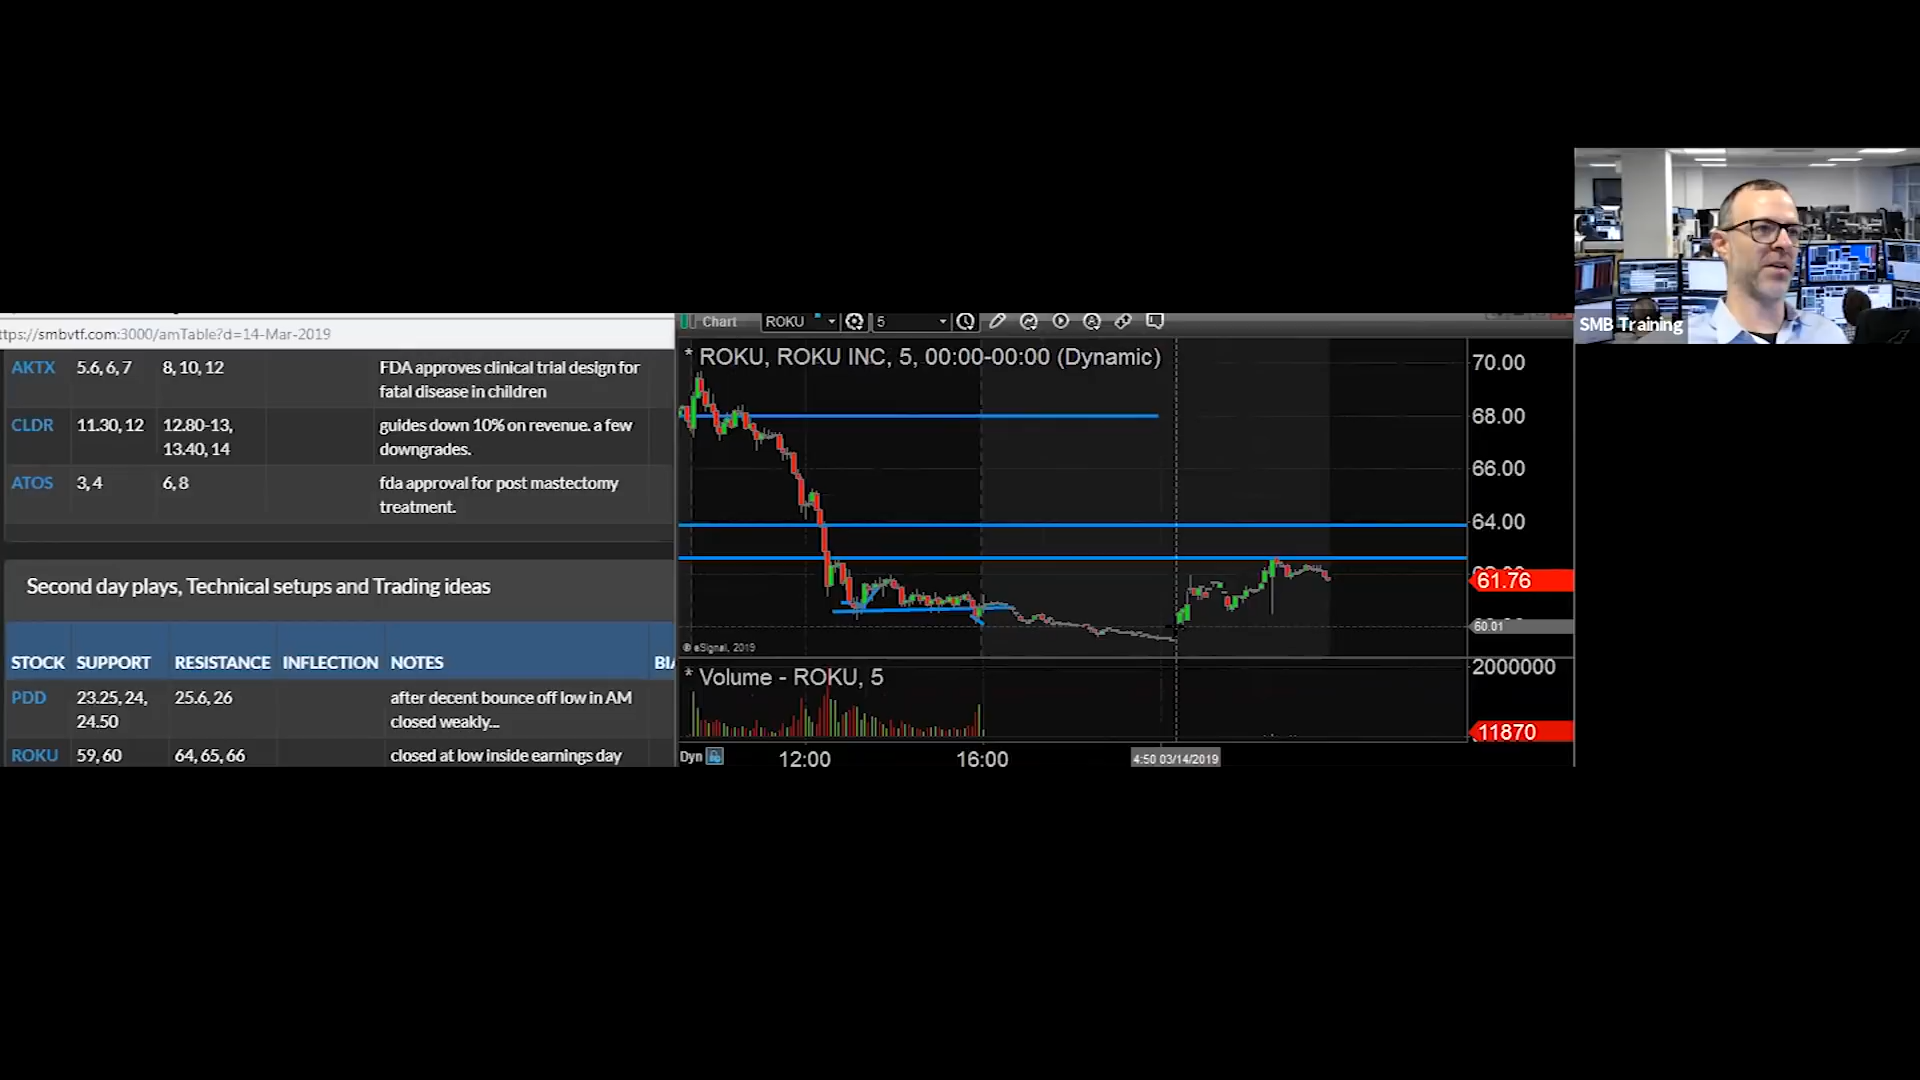 ttps://smbvtf.com:3000/amTable?d=14-Mar-2019
AKTX 5.6, 6, 7 8, 10, 12 FDA approves clinical trial design for
fatal disease in children
CLDR 11.30, 12 12.80-13, guides down 10% on revenue. a few
13.40, 14 downgrades.
ATOS 3, 4 6, 8 fda approval for post mastectomy
treatment.
Second day plays, Technical setups and Trading ideas
STOCK SUPPORT RESISTANCE INFLECTION NOTES BIA
PDD 23.25, 24, 25.6, 26 after decent bounce off low in AM
24.50 closed weakly...
ROKU 59, 60 64, 65, 66 closed at low inside earnings day
Chart ROKU 5
* ROKU, ROKU INC, 5, 00:00-00:00 (Dynamic)
70.00
68.00
66.00
64.00
61.76
60.01
© eSignal, 2019
* Volume - ROKU, 5
2000000
11870
Dyn 12:00 16:00 4:50 03/14/2019
SMB Training